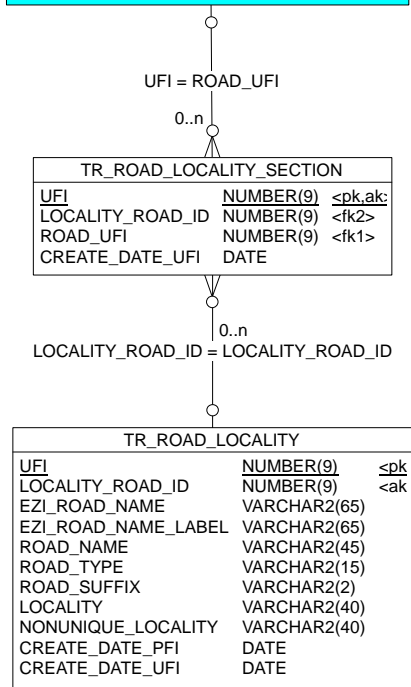 UFI = ROAD_UFI
0..n
TR_ROAD_LOCALITY_SECTION
UFI NUMBER(9) <pk,ak>
LOCALITY_ROAD_ID NUMBER(9) <fk2>
ROAD_UFI NUMBER(9) <fk1>
CREATE_DATE_UFI DATE
0..n
LOCALITY_ROAD_ID = LOCALITY_ROAD_ID
TR_ROAD_LOCALITY
UFI NUMBER(9) <pk
LOCALITY_ROAD_ID NUMBER(9) <ak
EZI_ROAD_NAME VARCHAR2(65)
EZI_ROAD_NAME_LABEL VARCHAR2(65)
ROAD_NAME VARCHAR2(45)
ROAD_TYPE VARCHAR2(15)
ROAD_SUFFIX VARCHAR2(2)
LOCALITY VARCHAR2(40)
NONUNIQUE_LOCALITY VARCHAR2(40)
CREATE_DATE_PFI DATE
CREATE_DATE_UFI DATE